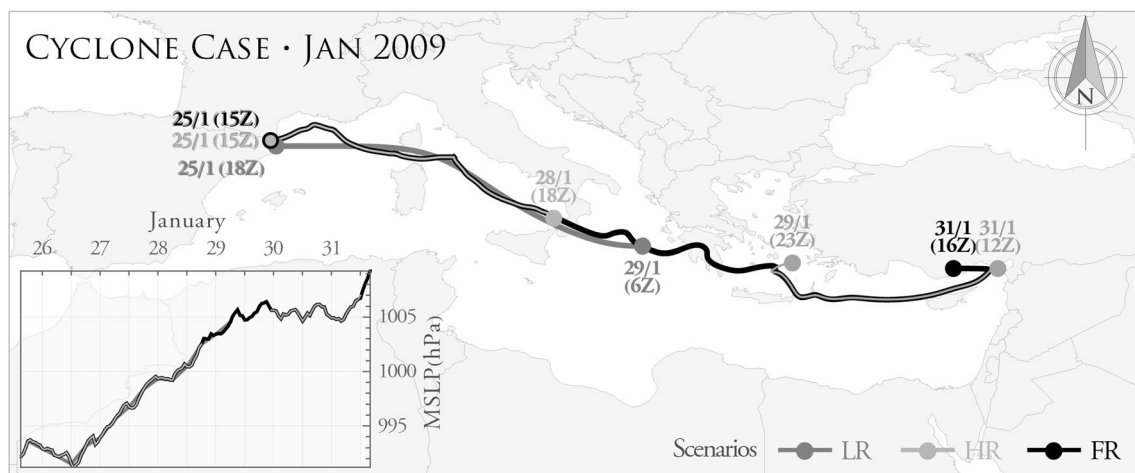 CYCLONE CASE · JAN 2009
N
25/1 (15Z)
25/1 (15Z)
25/1 (18Z)
28/1
(18Z)
29/1
(6Z)
29/1
(23Z)
31/1
(16Z)
31/1
(12Z)
January
26 27 28 29 30 31
1005
1000
995
MSLP(hPa)
Scenarios LR HR FR